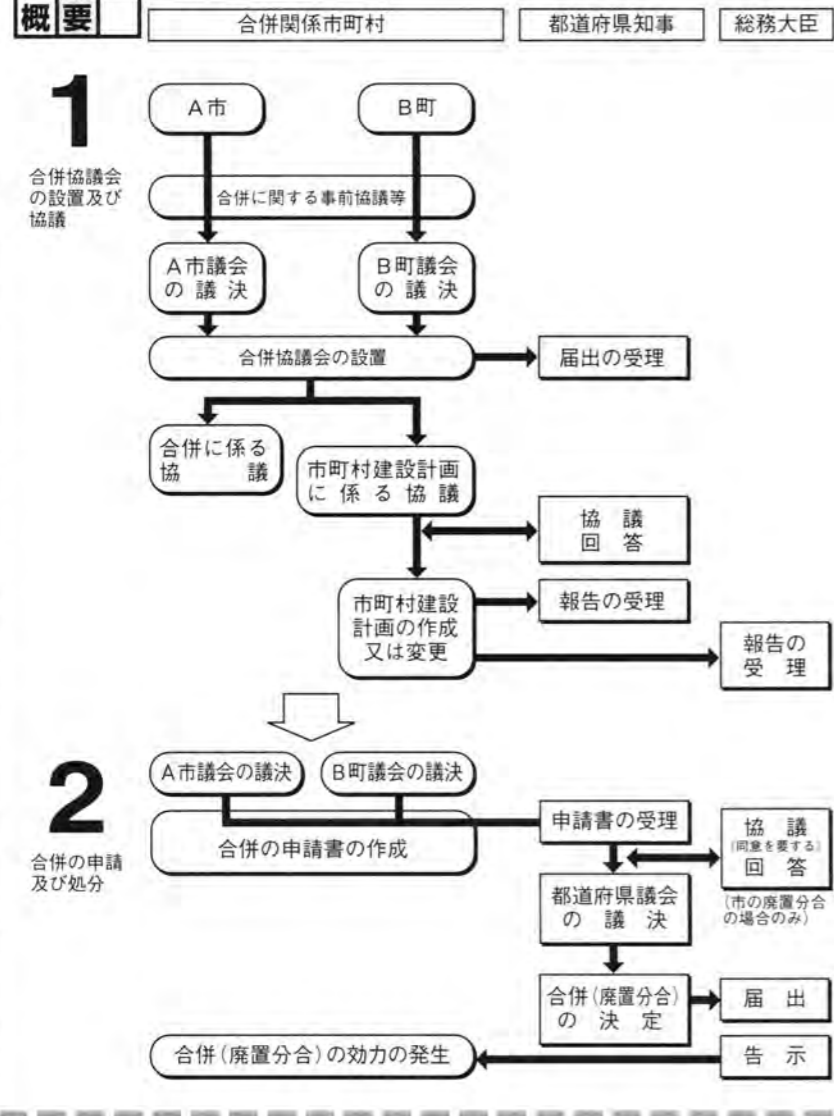 概要
合併関係市町村
都道府県知事
総務大臣
1
合併協議会
の設置及び
協議
A市
B町
合併に関する事前協議等
A市議会
の議決
B町議会
の議決
合併協議会の設置
届出の受理
合併に係る
協議
市町村建設計画
に係る協議
協議
回答
市町村建設
計画の作成
又は変更
報告の受理
報告の
受理
2
合併の申請
及び処分
A市議会の議決
B町議会の議決
合併の申請書の作成
申請書の受理
協議
(同意を要する)
回答
(市の廃置分合
の場合のみ)
都道府県議会
の議決
合併(廃置分合)
の決定
届出
合併(廃置分合)の効力の発生
告示